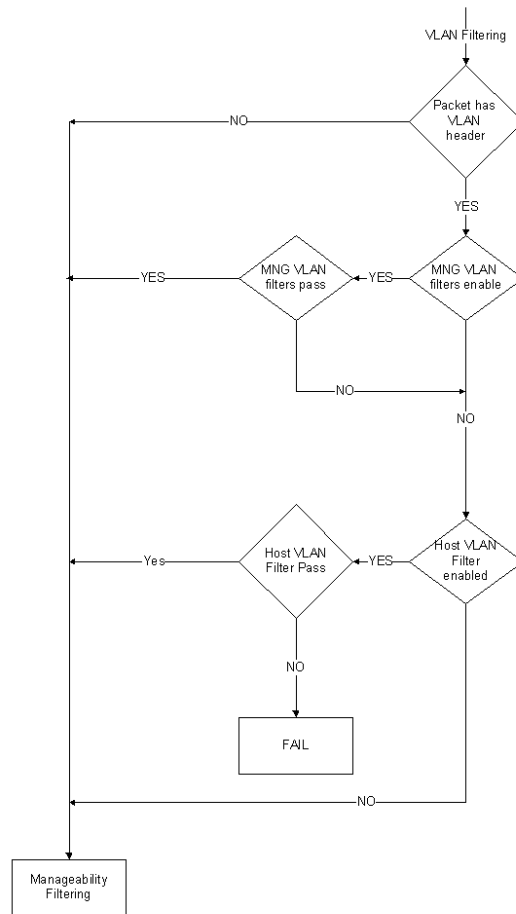 VLAN Filtering
Packet has
VLAN
header
NO
YES
MNG VLAN
filters pass
YES
MNG VLAN
filters enable
YES
NO
NO
Host VLAN
Filter Pass
Yes
YES
Host VLAN
Filter
enabled
NO
FAIL
NO
Manageability
Filtering